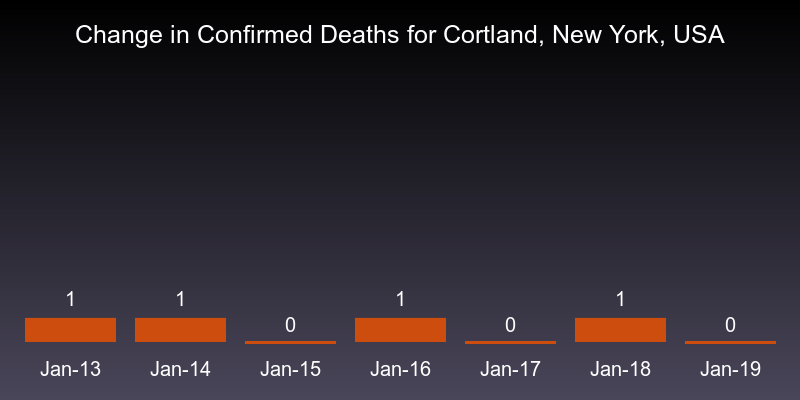 Change in Confirmed Deaths for Cortland, New York, USA
1 1 0 1 0 1 0
Jan-13 Jan-14 Jan-15 Jan-16 Jan-17 Jan-18 Jan-19